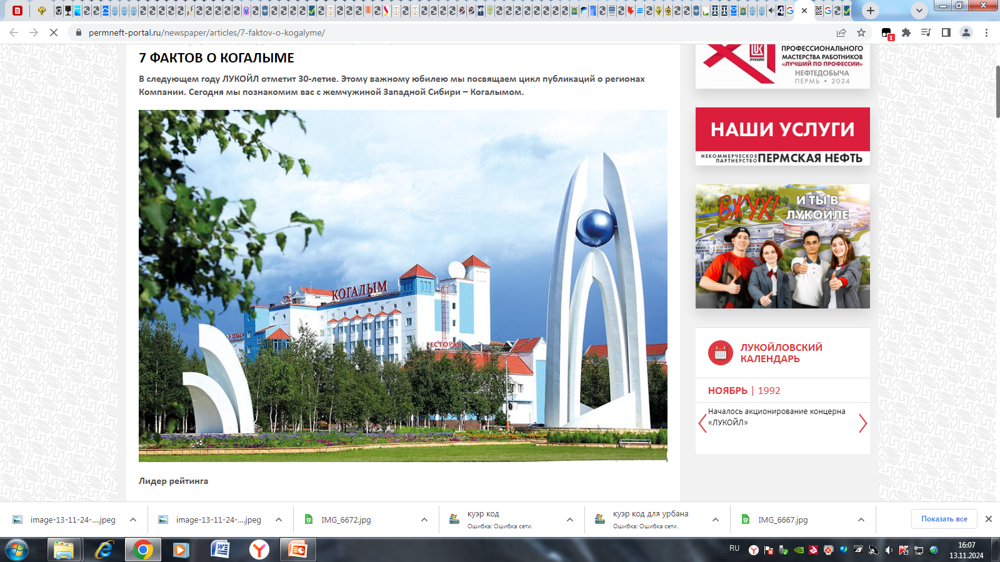 permneft-portal.ru/newspaper/articles/7-faktov-o-kogalyme/
1
7 ФАКТОВ О КОГАЛЫМЕ
В следующем году ЛУКОЙЛ отметит 30-летие. Этому важному юбилею мы посвящаем цикл публикаций о регионах
Компании. Сегодня мы познакомим вас с жемчужиной Западной Сибири – Когалымом.
КОГАЛЫМ
РЕСТОРАН
Лидер рейтинга
ЛУКОЙЛ
ПРОФЕССИОНАЛЬНОГО
МАСТЕРСТВА РАБОТНИКОВ
«ЛУЧШИЙ ПО ПРОФЕССИИ»
НЕФТЕДОБЫЧА
ПЕРМЬ • 2024
НАШИ УСЛУГИ
НЕКОММЕРЧЕСКОЕ
ПАРТНЕРСТВО
ПЕРМСКАЯ НЕФТЬ
ВЖУХ!
И ТЫ В
ЛУКОЙЛЕ
ЛУКОЙЛОВСКИЙ
КАЛЕНДАРЬ
НОЯБРЬ | 1992
Началось акционирование концерна
«ЛУКОЙЛ»
image-13-11-24-....jpeg
image-13-11-24-....jpeg
IMG_6672.jpg
куэр код
Ошибка: Ошибка сети.
куэр код для урбана
Ошибка: Ошибка сети.
IMG_6667.jpg
Показать все
RU
16:07
13.11.2024